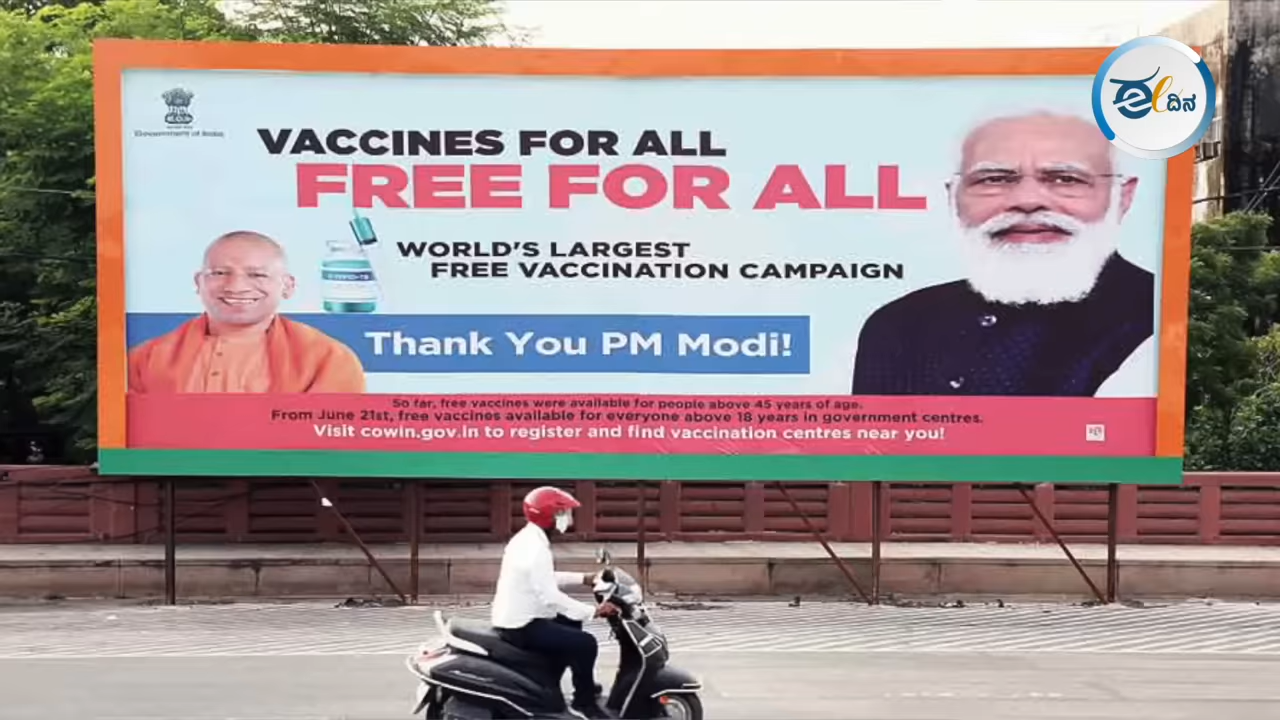 ಈ ದಿನ
Government of India
VACCINES FOR ALL
FREE FOR ALL
WORLD'S LARGEST
FREE VACCINATION CAMPAIGN
COVID-19
Thank You PM Modi!
So far, free vaccines were available for people above 45 years of age.
From June 21st, free vaccines available for everyone above 18 years in government centres.
Visit cowin.gov.in to register and find vaccination centres near you!